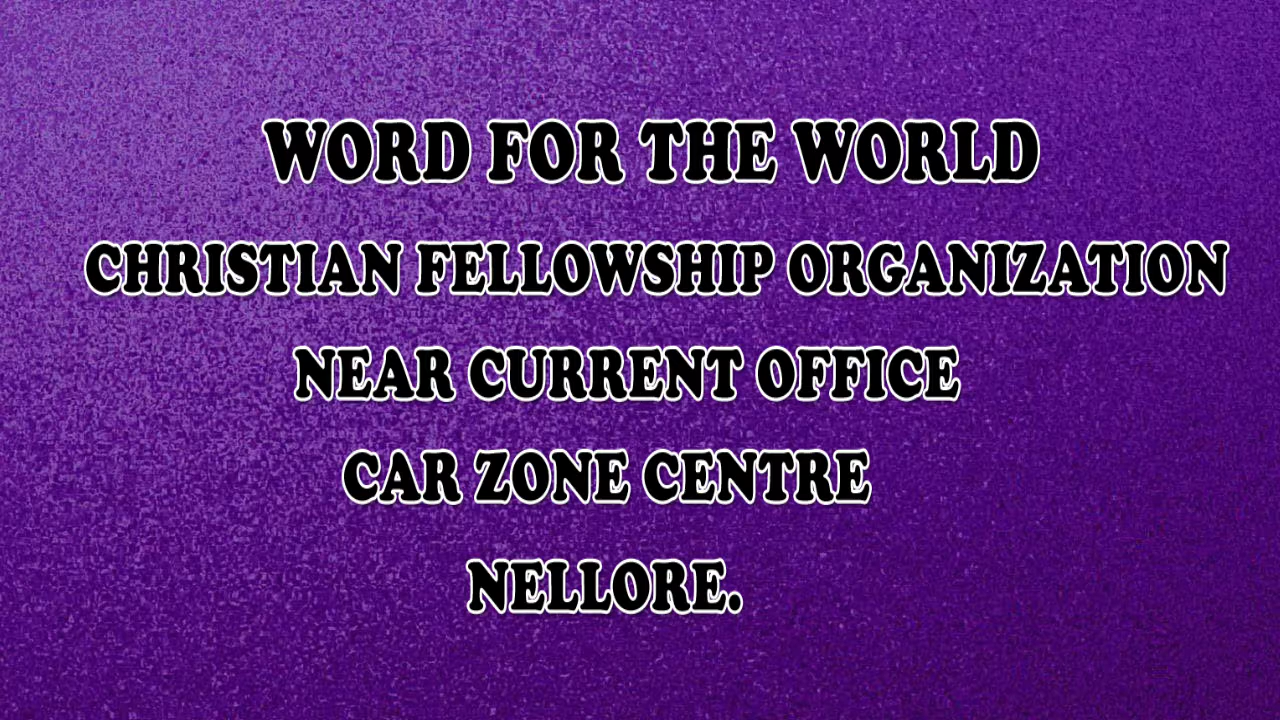 WORD FOR THE WORLD
CHRISTIAN FELLOWSHIP ORGANIZATION
NEAR CURRENT OFFICE
CAR ZONE CENTRE
NELLORE.